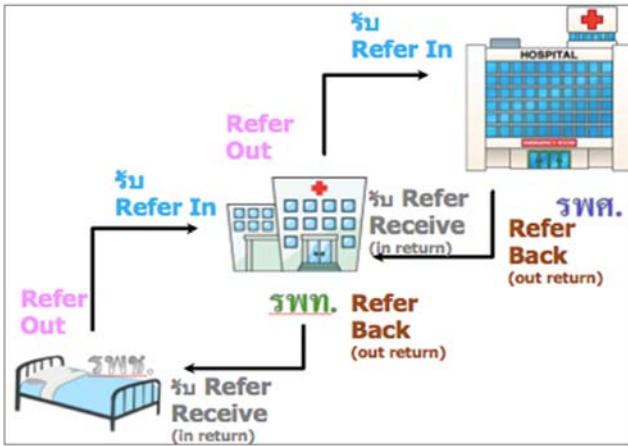 รับ
Refer In
HOSPITAL
EMERGENCY ROOM
Refer
Out
รับ
Refer In
รับ Refer
Receive
(in return)
รพศ.
Refer
Back
(out return)
Refer
Out
รพท.
Refer
Back
(out return)
รพช.
รับ Refer
Receive
(in return)